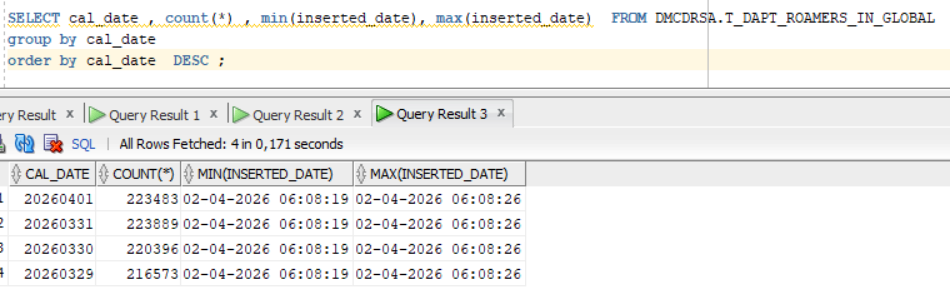 SELECT cal_date , count(*) , min(inserted_date), max(inserted_date)  FROM DMCDRSA.T_DAPT_ROAMERS_IN_GLOBAL
group by cal_date
order by cal_date  DESC ;
ry Result x Query Result 1 x Query Result 2 x Query Result 3 x
SQL | All Rows Fetched: 4 in 0,171 seconds
CAL_DATE COUNT(*) MIN(INSERTED_DATE) MAX(INSERTED_DATE)
1 20260401 223483 02-04-2026 06:08:19 02-04-2026 06:08:26
2 20260331 223889 02-04-2026 06:08:19 02-04-2026 06:08:26
3 20260330 220396 02-04-2026 06:08:19 02-04-2026 06:08:26
4 20260329 216573 02-04-2026 06:08:19 02-04-2026 06:08:26